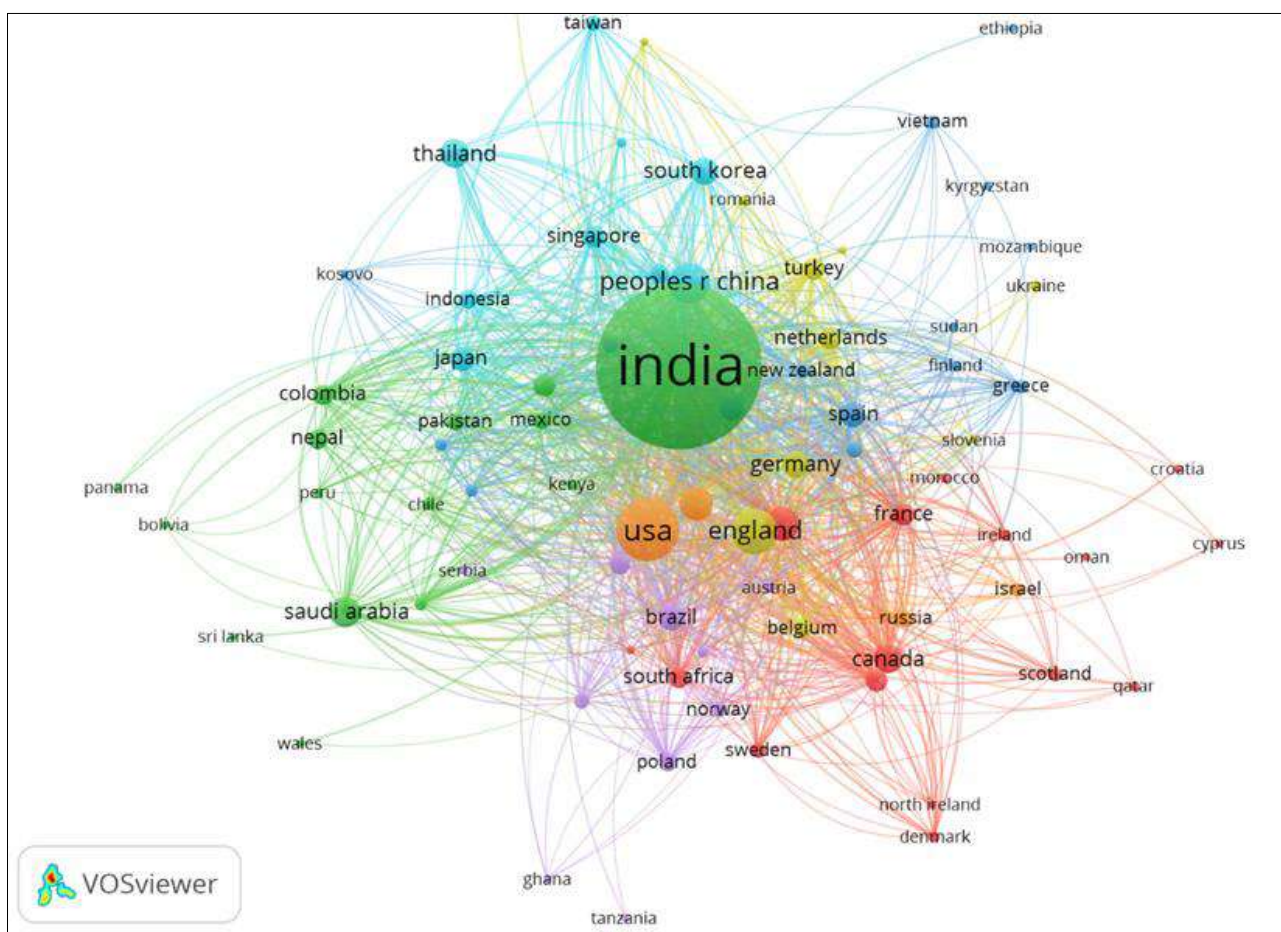 taiwan
ethiopia
vietnam
thailand
south korea
kyrgyzstan
romania
singapore
mozambique
kosovo
peoples r china
turkey
ukraine
indonesia
sudan
netherlands
india
japan
new zealand
finland
greece
colombia
pakistan
mexico
spain
nepal
slovenia
germany
croatia
panama
peru
kenya
morocco
chile
bolivia
france
usa
england
ireland
cyprus
oman
serbia
austria
israel
saudi arabia
brazil
russia
belgium
sri lanka
canada
south africa
scotland
qatar
norway
wales
sweden
poland
north ireland
denmark
VOSviewer
ghana
tanzania